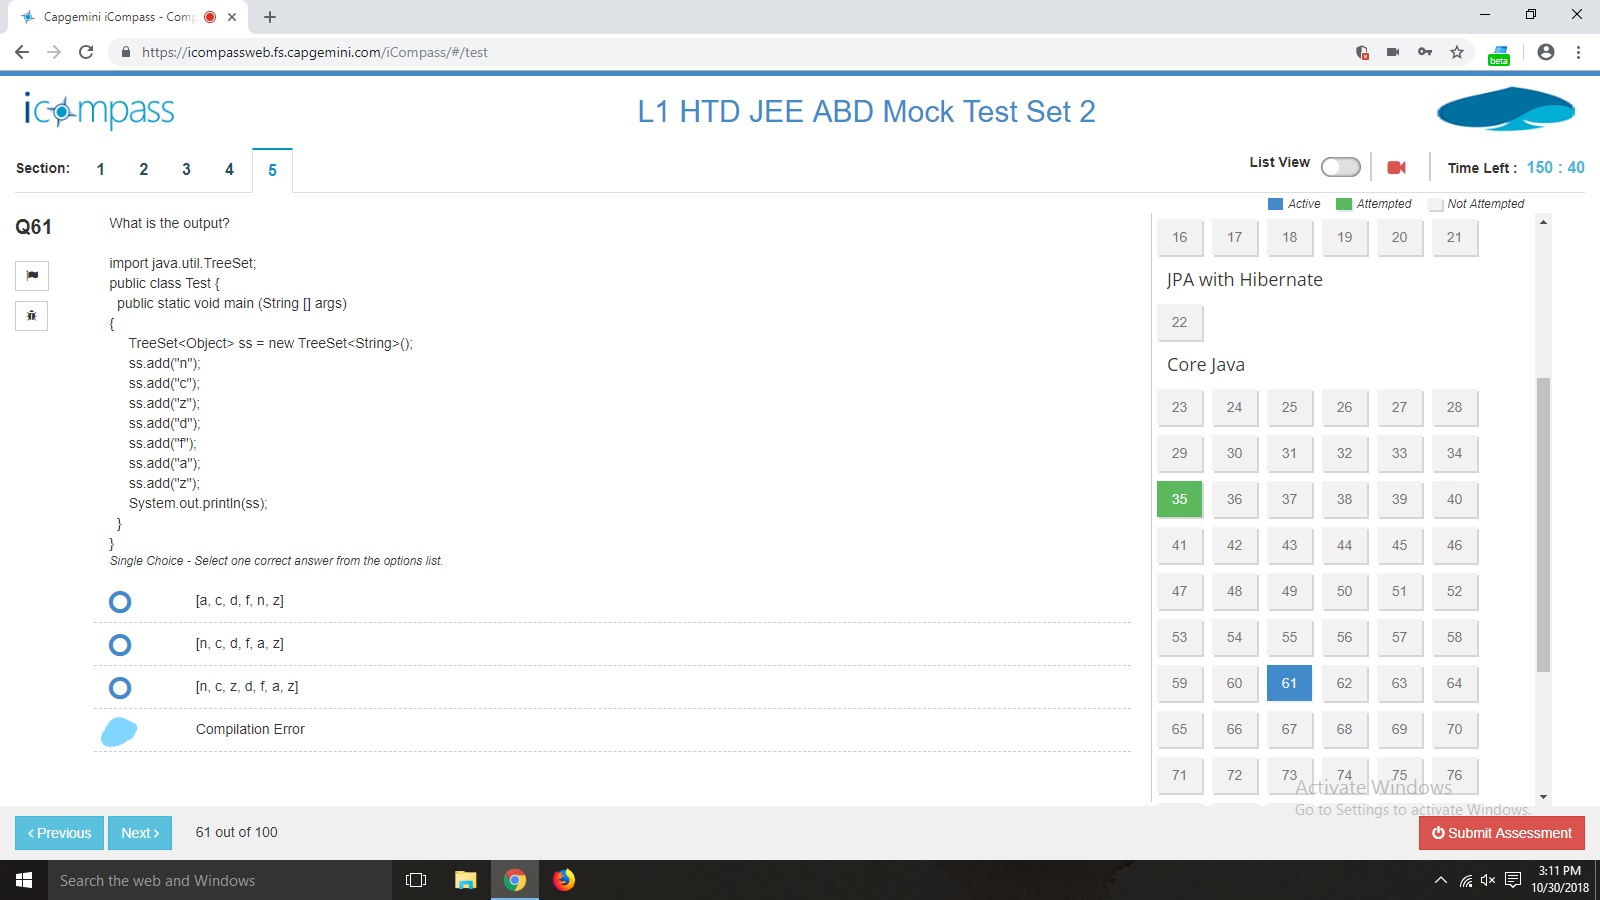 Capgemini iCompass - Comp
https://icompassweb.fs.capgemini.com/iCompass/#/test
beta
icompass
L1 HTD JEE ABD Mock Test Set 2
Section: 1 2 3 4 5
List View
Time Left : 150 : 40
Active Attempted Not Attempted
Q61
What is the output?
import java.util.TreeSet;
public class Test {
public static void main (String [] args)
{
TreeSet<Object> ss = new TreeSet<String>();
ss.add("n");
ss.add("c");
ss.add("z");
ss.add("d");
ss.add("f");
ss.add("a");
ss.add("z");
System.out.println(ss);
}
}
Single Choice - Select one correct answer from the options list.
[a, c, d, f, n, z]
[n, c, d, f, a, z]
[n, c, z, d, f, a, z]
Compilation Error
16 17 18 19 20 21
JPA with Hibernate
22
Core Java
23 24 25 26 27 28
29 30 31 32 33 34
35 36 37 38 39 40
41 42 43 44 45 46
47 48 49 50 51 52
53 54 55 56 57 58
59 60 61 62 63 64
65 66 67 68 69 70
71 72 73 74 75 76
Activate Windows
Go to Settings to activate Windows.
‹ Previous
Next ›
61 out of 100
Submit Assessment
Search the web and Windows
3:11 PM
10/30/2018